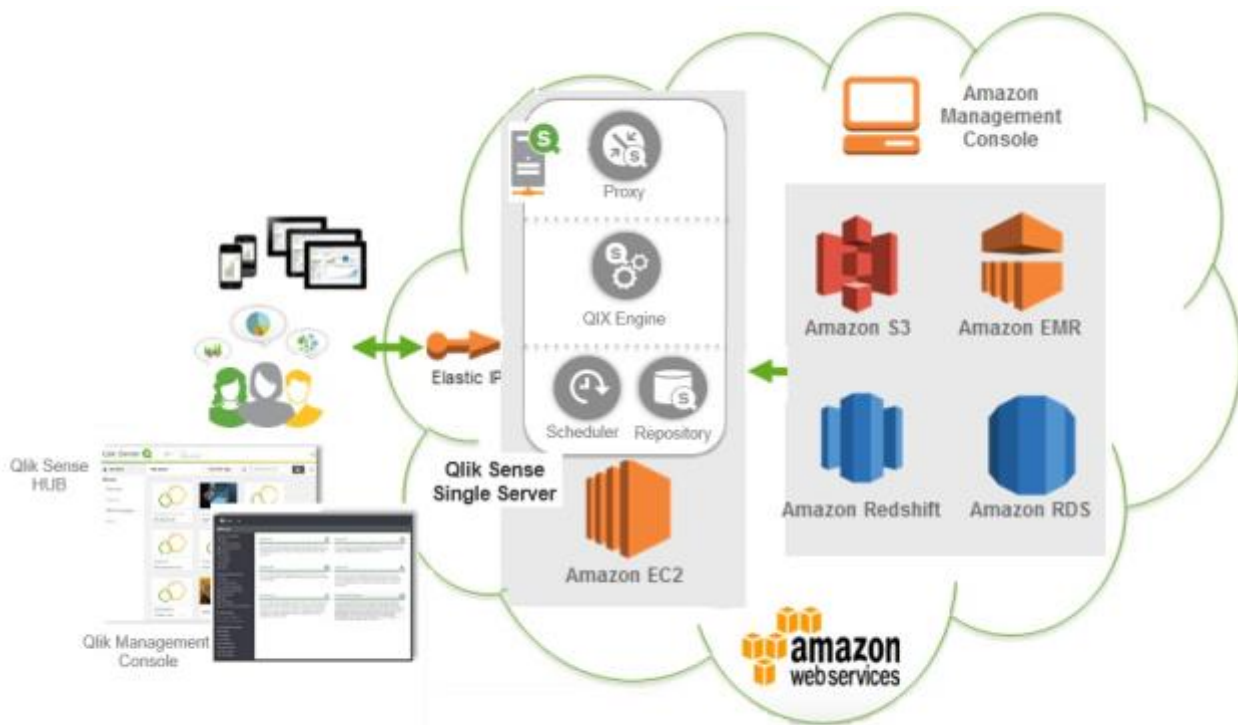 Amazon
Management
Console
Proxy
QIX Engine
Scheduler
Repository
Elastic IP
Amazon S3
Amazon EMR
Amazon Redshift
Amazon RDS
Qlik Sense
HUB
Qlik Sense
Single Server
Amazon EC2
Qlik Management
Console
amazon
web services